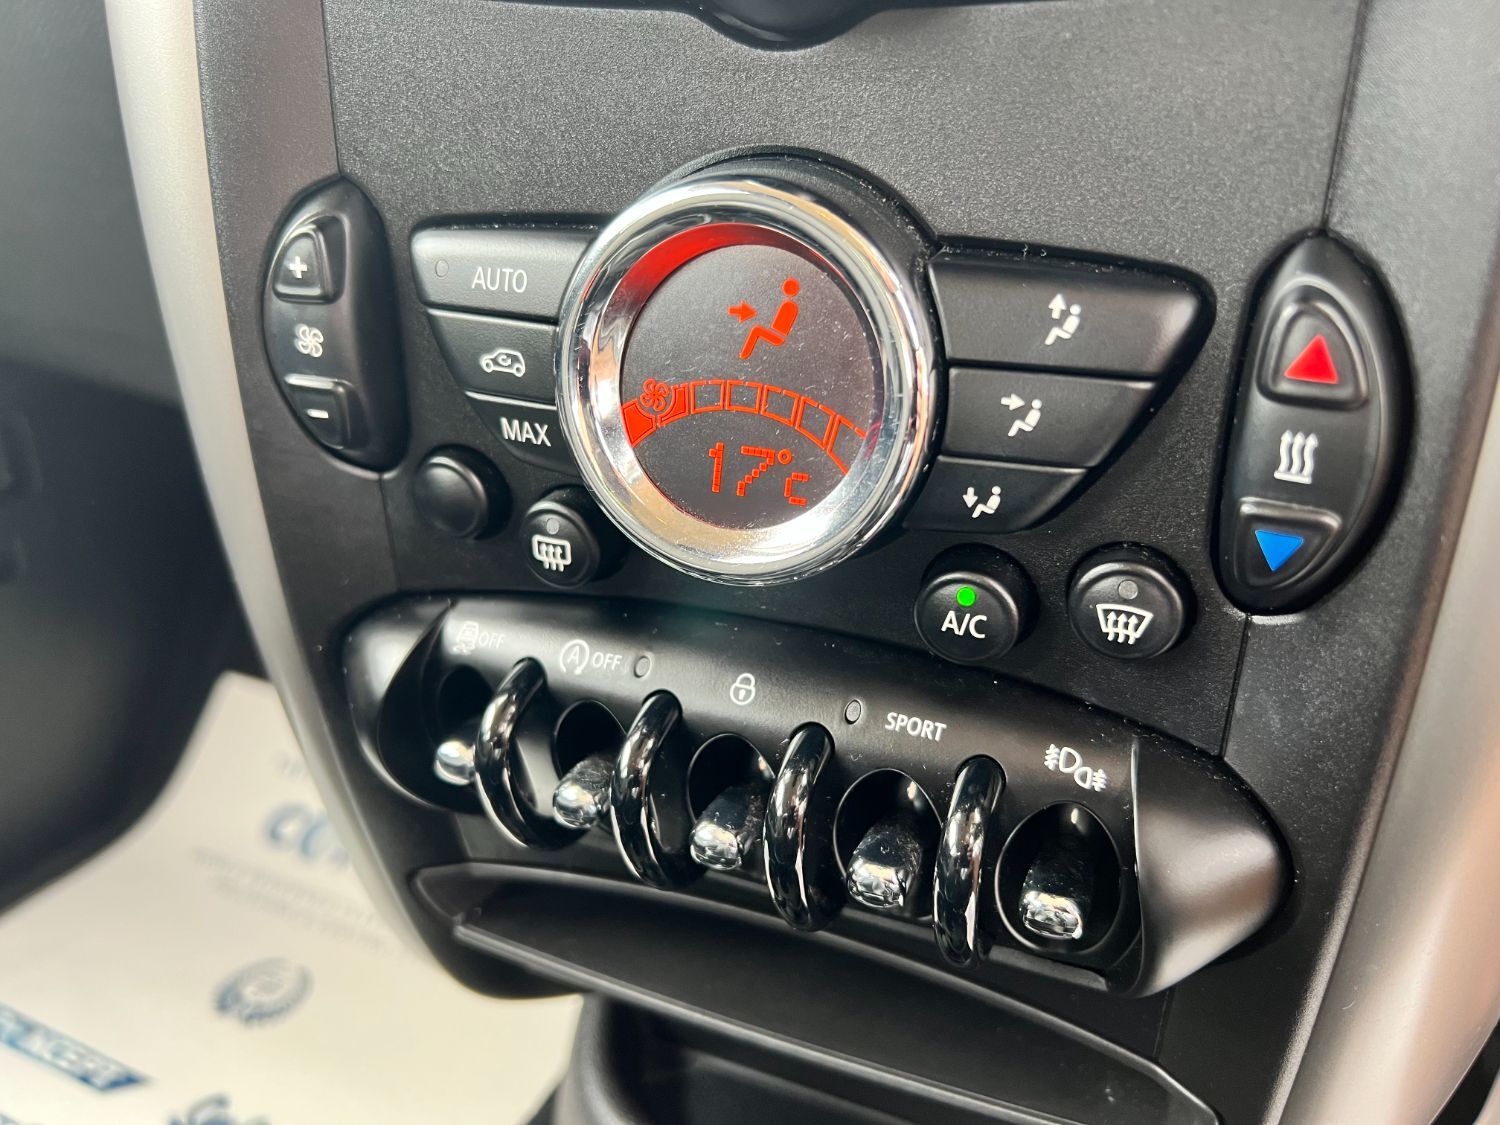 +
AUTO
-
MAX
17°c
A/C
OFF
A OFF
SPORT